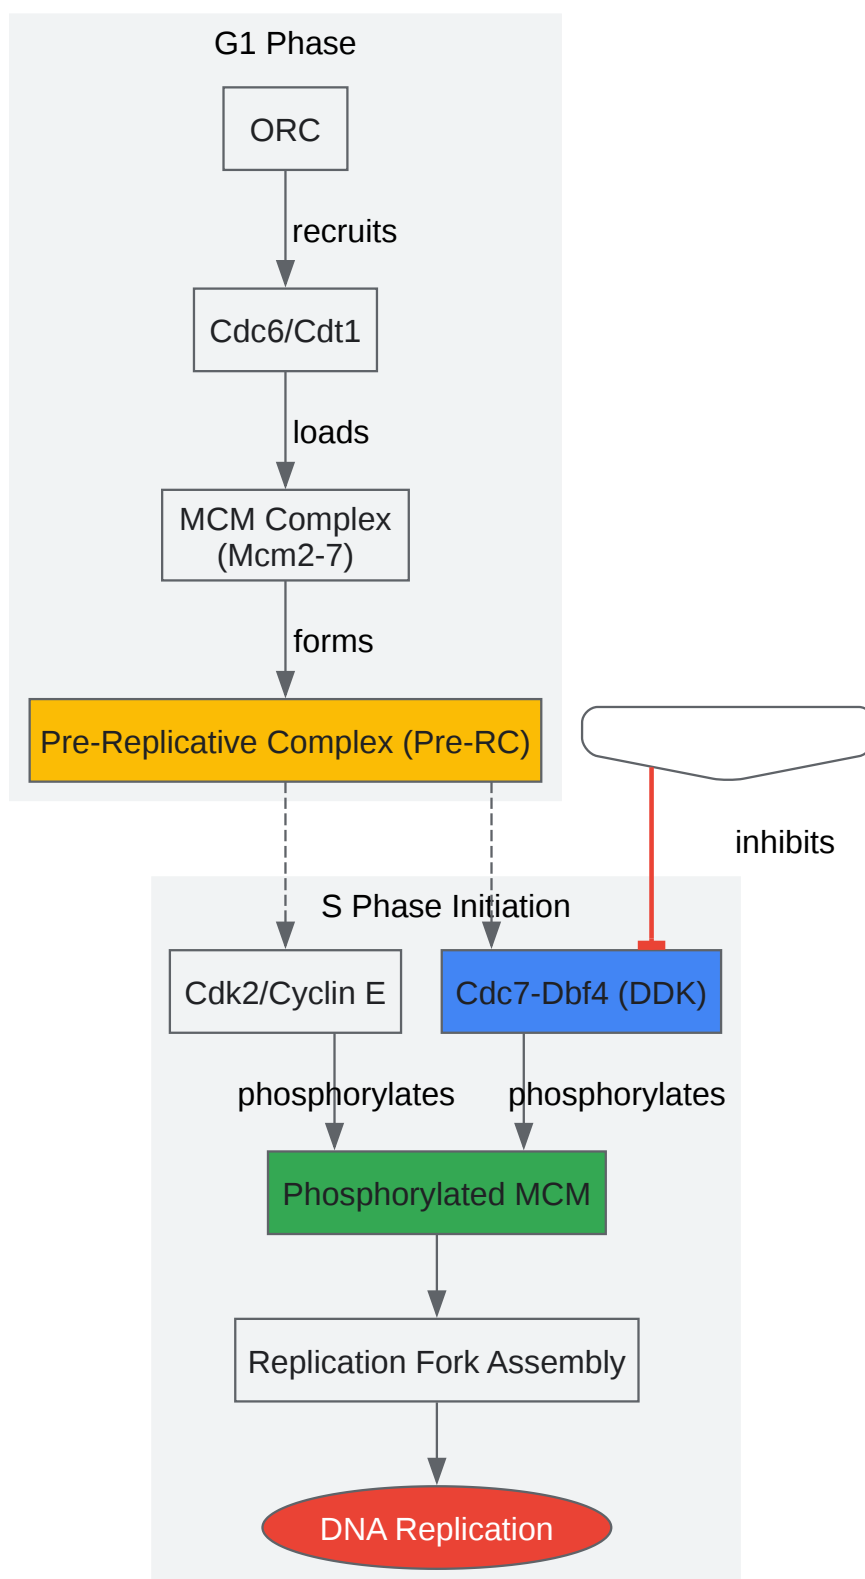 G1 Phase
ORC
recruits
Cdc6/Cdt1
loads
MCM Complex
(Mcm2-7)
forms
Pre-Replicative Complex (Pre-RC)
inhibits
S Phase Initiation
Cdk2/Cyclin E
Cdc7-Dbf4 (DDK)
phosphorylates
phosphorylates
Phosphorylated MCM
Replication Fork Assembly
DNA Replication